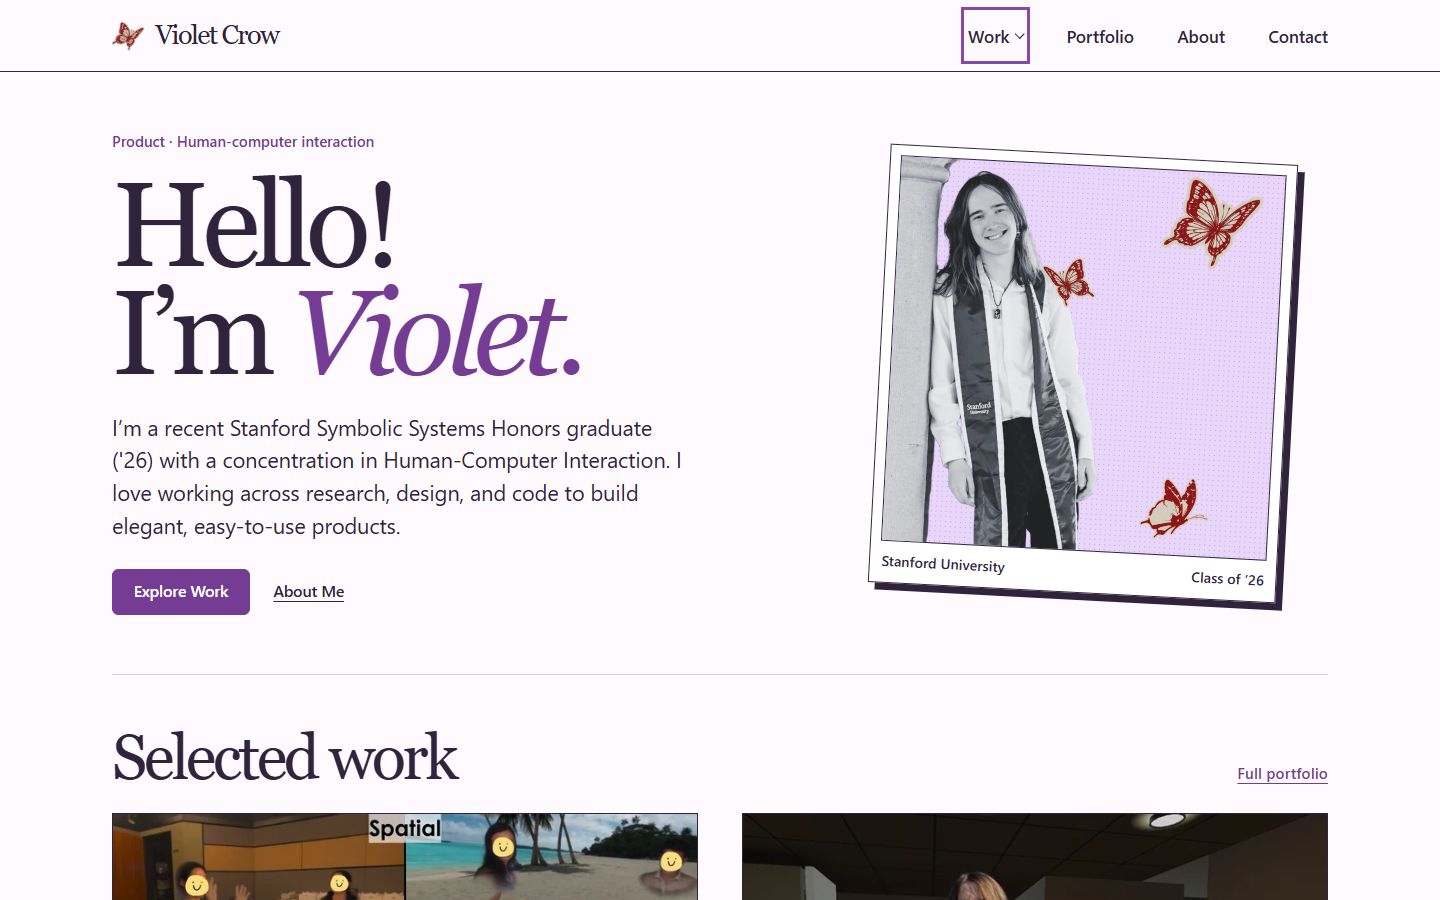 Violet Crow
Work
Portfolio
About
Contact
Product · Human-computer interaction
Hello!
I’m Violet.
I’m a recent Stanford Symbolic Systems Honors graduate
('26) with a concentration in Human-Computer Interaction. I
love working across research, design, and code to build
elegant, easy-to-use products.
Explore Work
About Me
Stanford
University
Stanford University
Class of ’26
Selected work
Full portfolio
Spatial